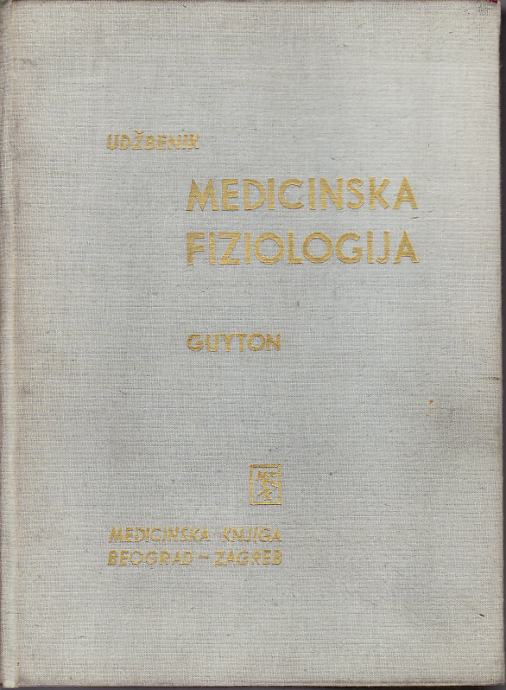 UDŽBENIK
MEDICINSKA
FIZIOLOGIJA
GUYTON
MEDICINSKA KNJIGA
BEOGRAD — ZAGREB